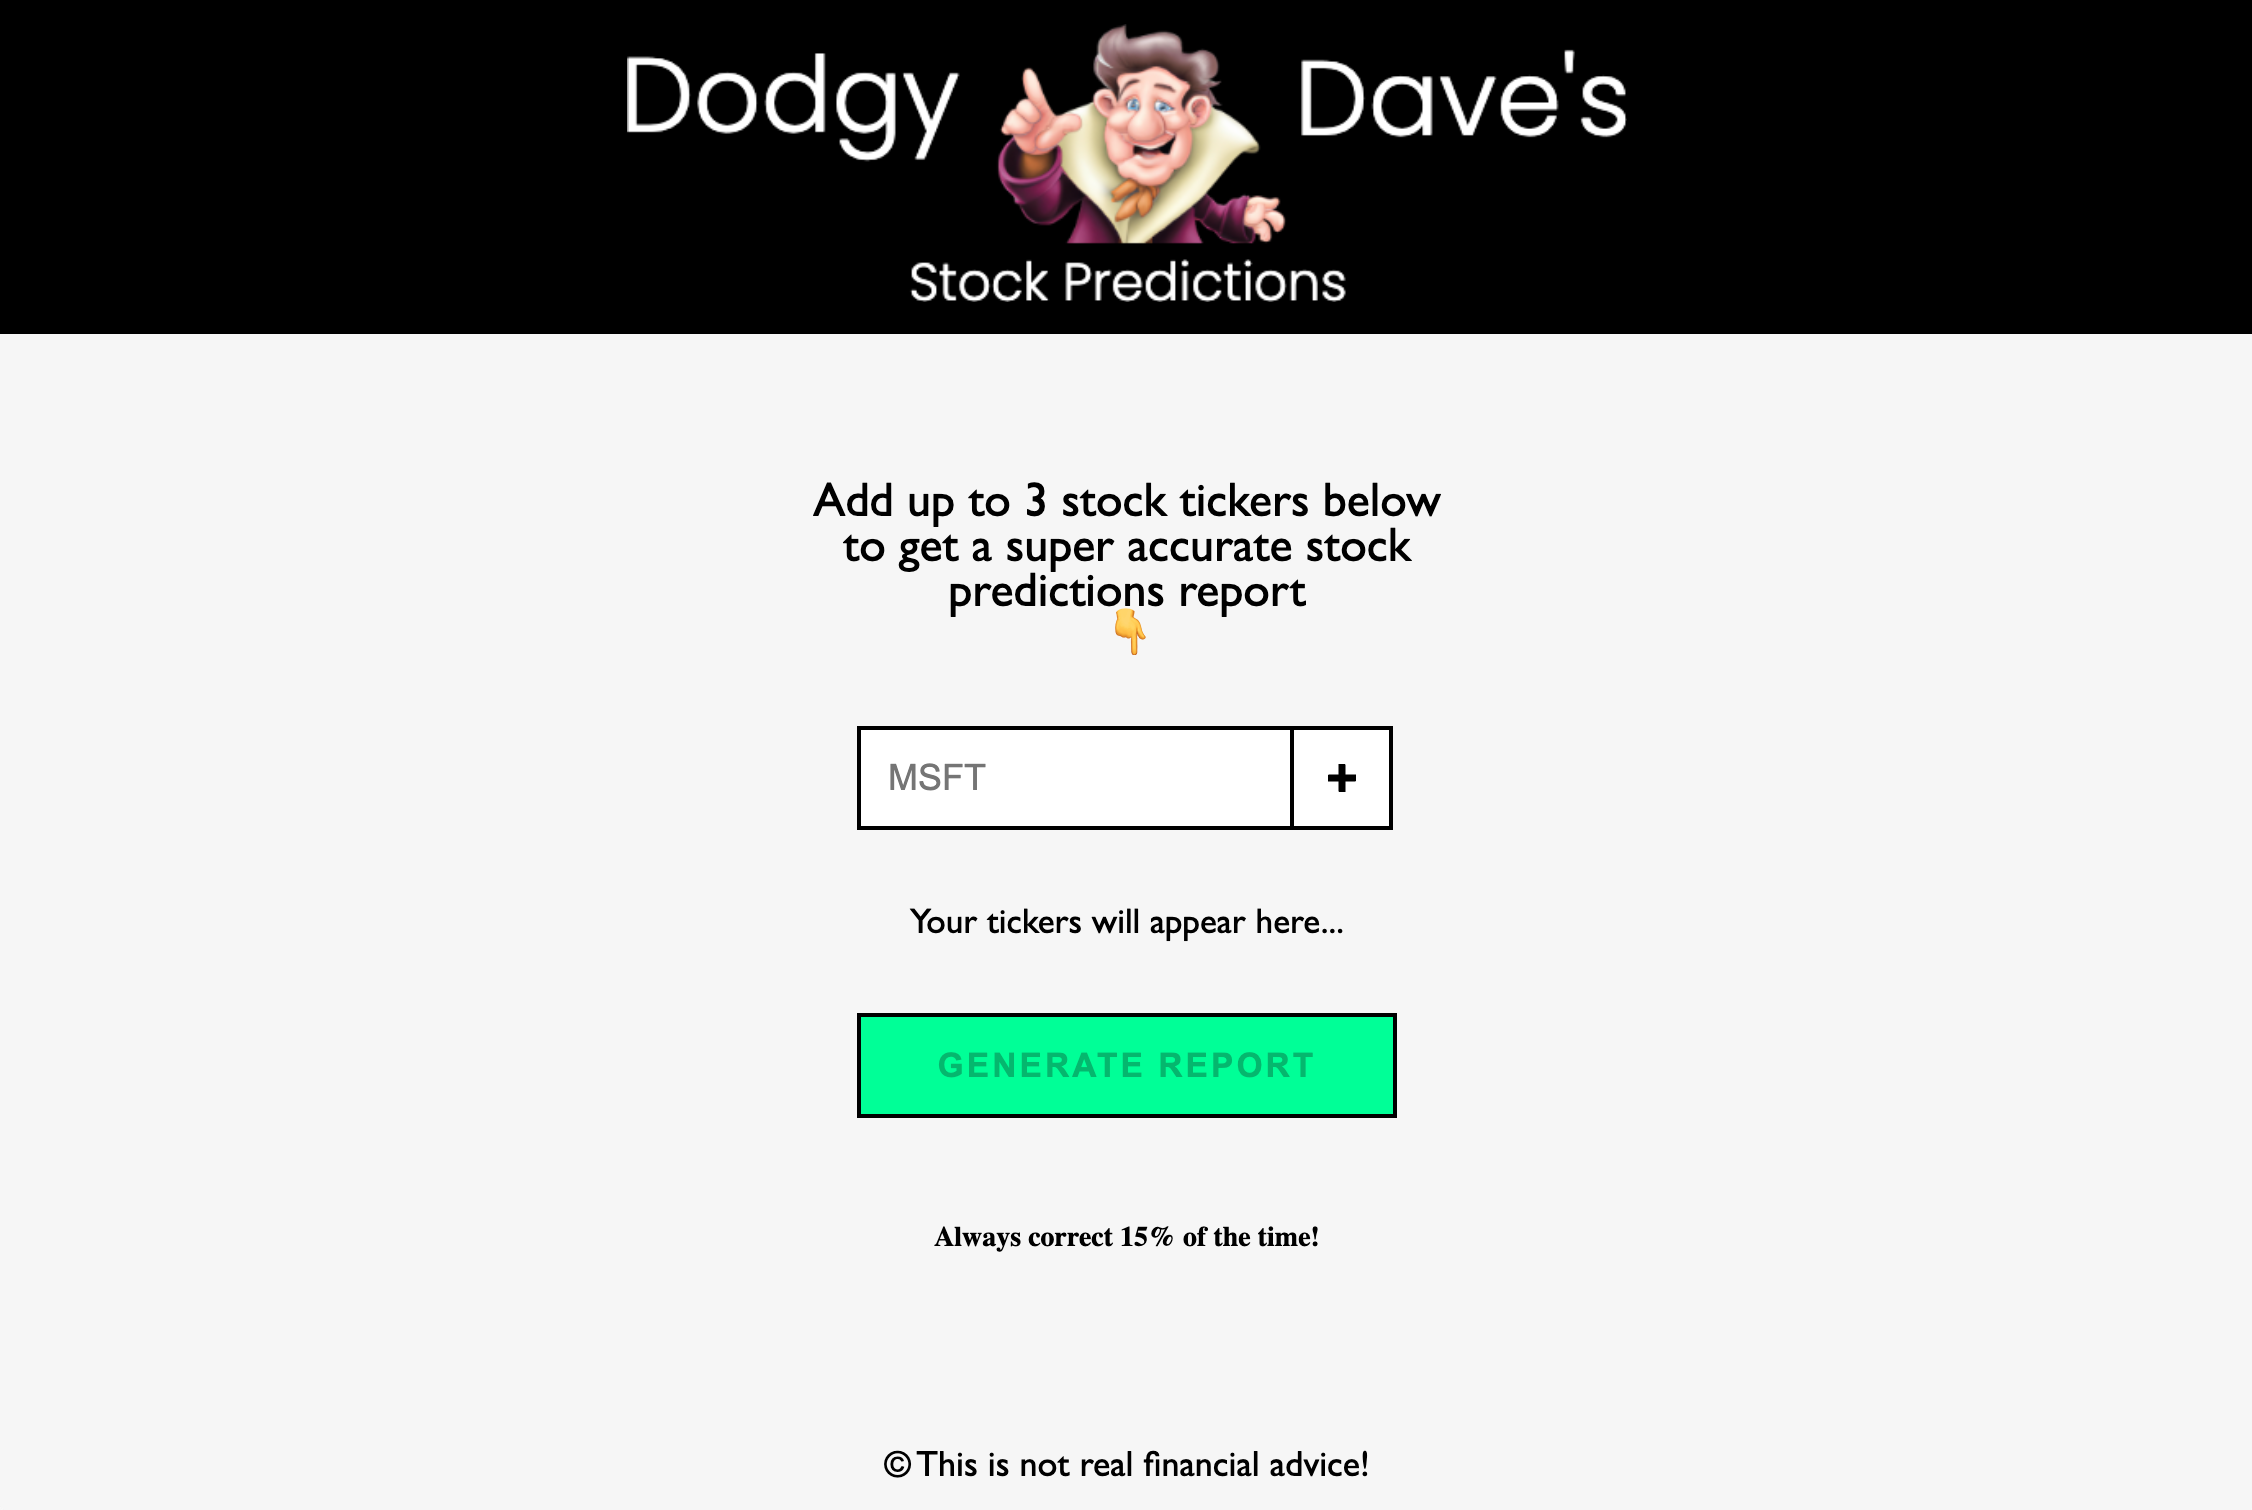 Dodgy Dave's
Stock Predictions
Add up to 3 stock tickers below
to get a super accurate stock
predictions report
👇
MSFT
+
Your tickers will appear here...
GENERATE REPORT
Always correct 15% of the time!
© This is not real financial advice!